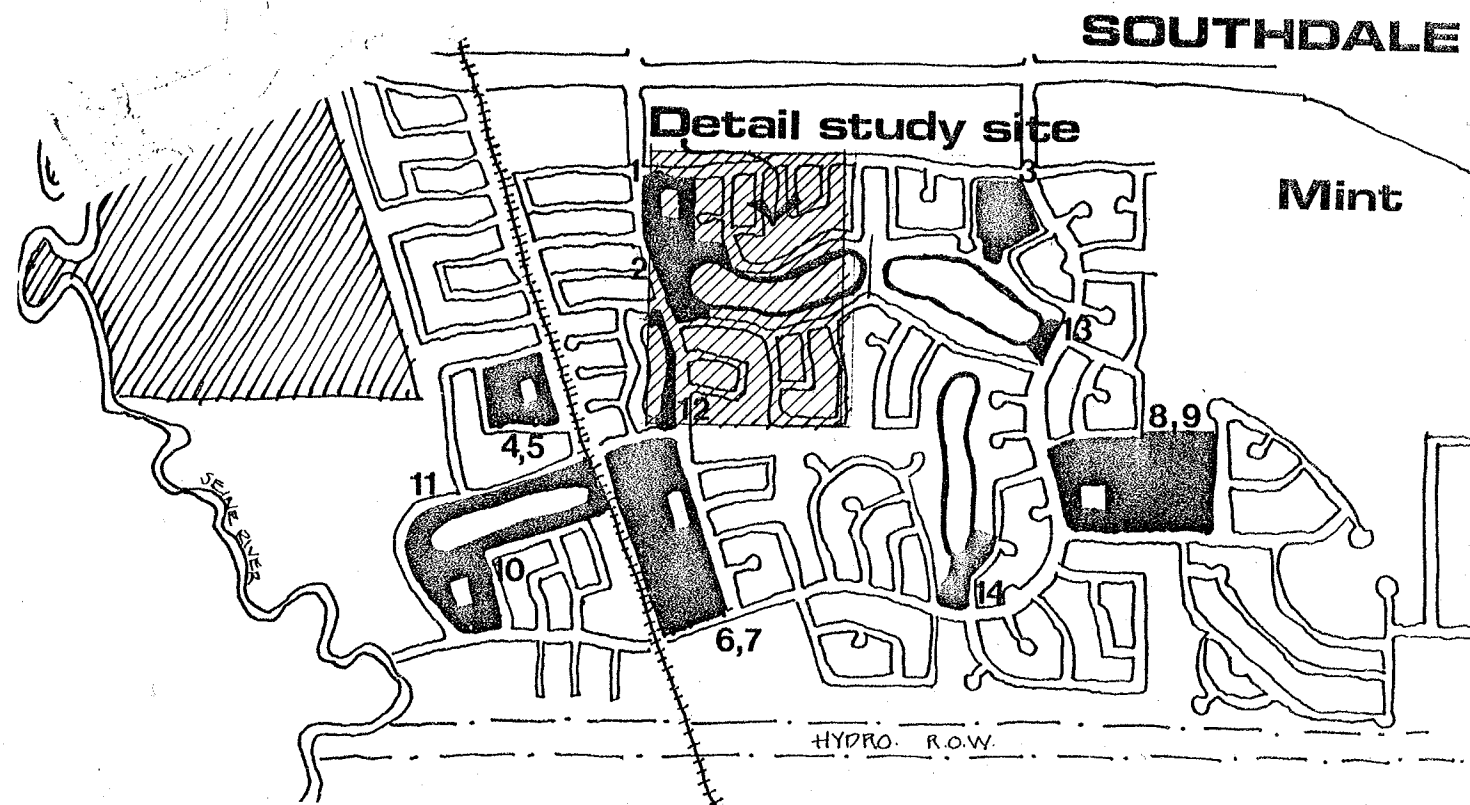 SOUTHDALE
Detail study site
1
3
Mint
2
13
12
8,9
4,5
11
SEINE RIVER
10
14
6,7
HYDRO. R.O.W.